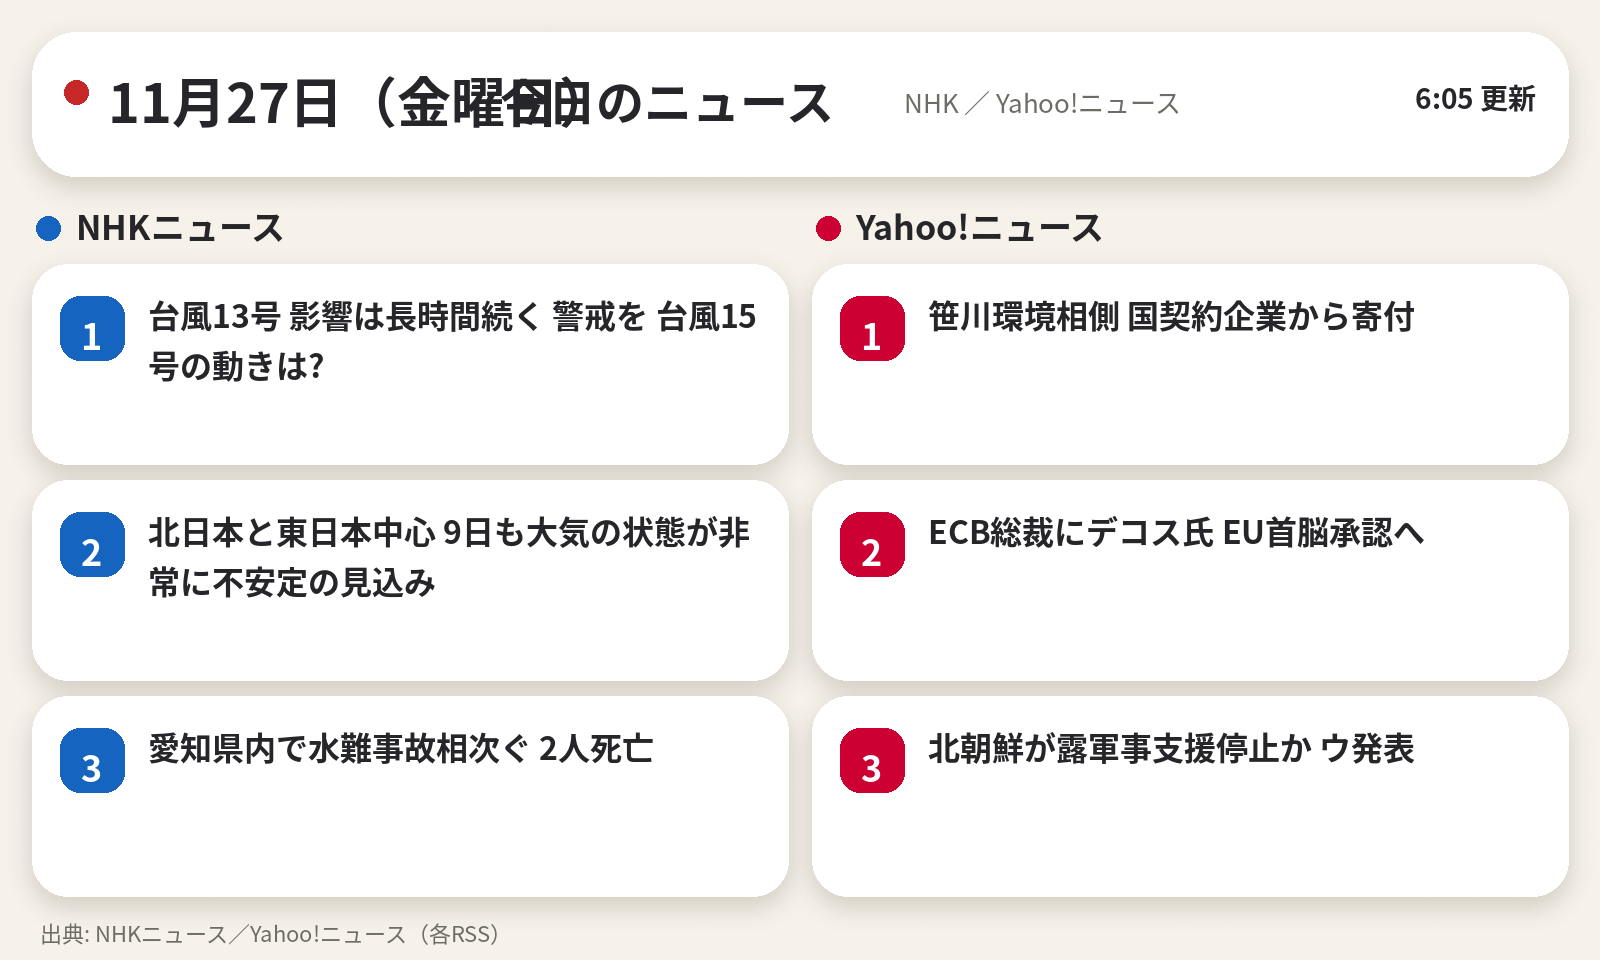 11月27日（金曜日）
今日のニュース
NHK ／ Yahoo!ニュース
6:05 更新
NHKニュース
1
台風13号 影響は長時間続く 警戒を 台風15
号の動きは?
2
北日本と東日本中心 9日も大気の状態が非
常に不安定の見込み
3
愛知県内で水難事故相次ぐ 2人死亡
Yahoo!ニュース
1
笹川環境相側 国契約企業から寄付
2
ECB総裁にデコス氏 EU首脳承認へ
3
北朝鮮が露軍事支援停止か ウ発表
出典: NHKニュース／Yahoo!ニュース（各RSS）